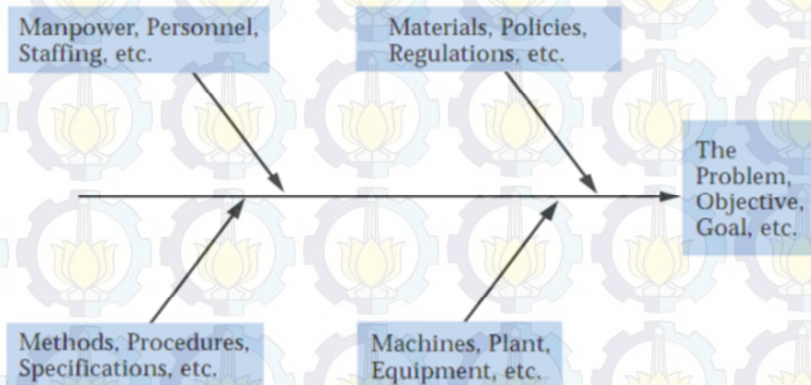 Manpower, Personnel,
Staffing, etc.
Materials, Policies,
Regulations, etc.
The
Problem,
Objective,
Goal, etc.
Methods, Procedures,
Specifications, etc.
Machines, Plant,
Equipment, etc.